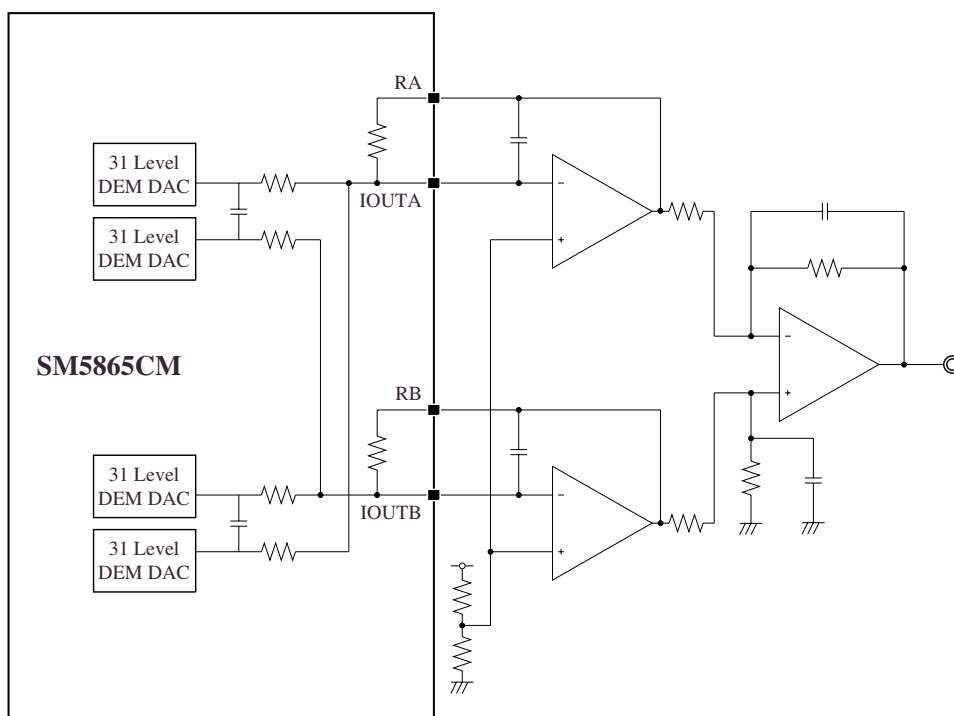 RA
31 Level
DEM DAC
IOUTA
31 Level
DEM DAC
SM5865CM
RB
31 Level
DEM DAC
IOUTB
31 Level
DEM DAC